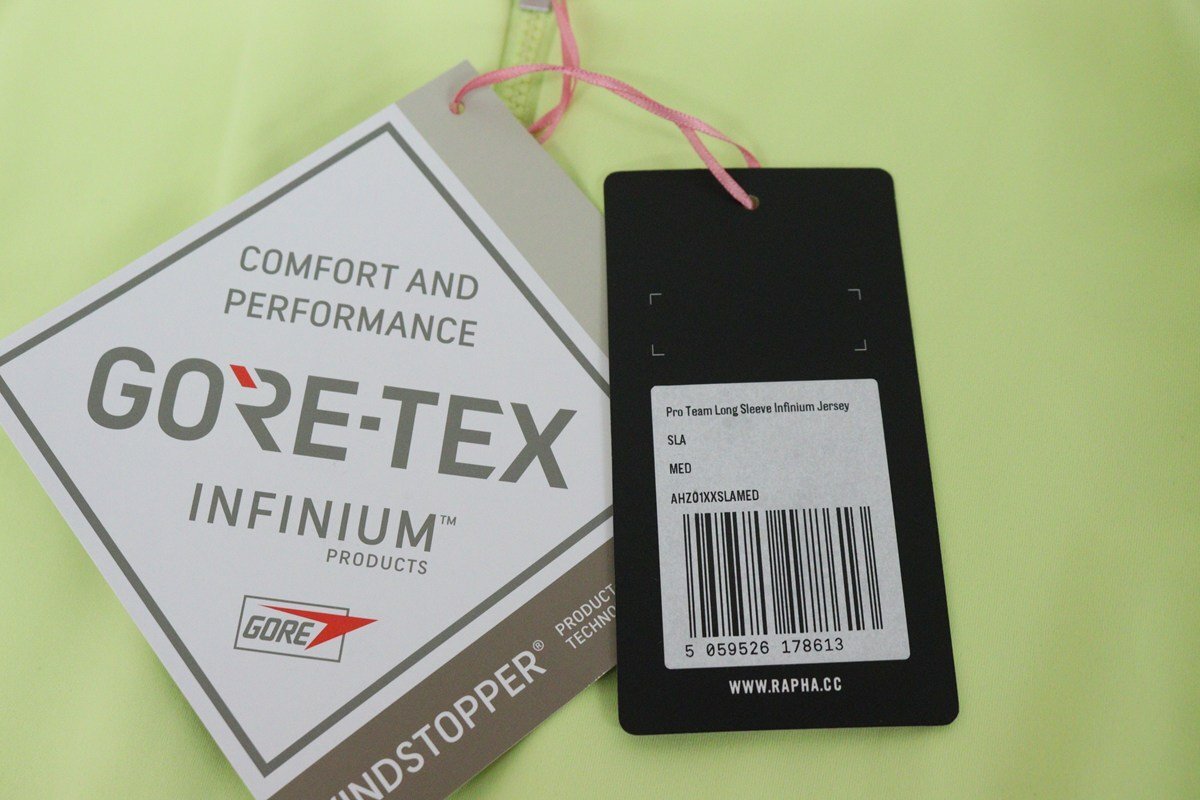 COMFORT AND
PERFORMANCE
GORE-TEX
INFINIUM™
PRODUCTS
GORE
WINDSTOPPER®
PRODUCT
TECHNO
Pro Team Long Sleeve Infinium Jersey
SLA
MED
AHZ01XXSLAMED
5 059526 178613
WWW.RAPHA.CC